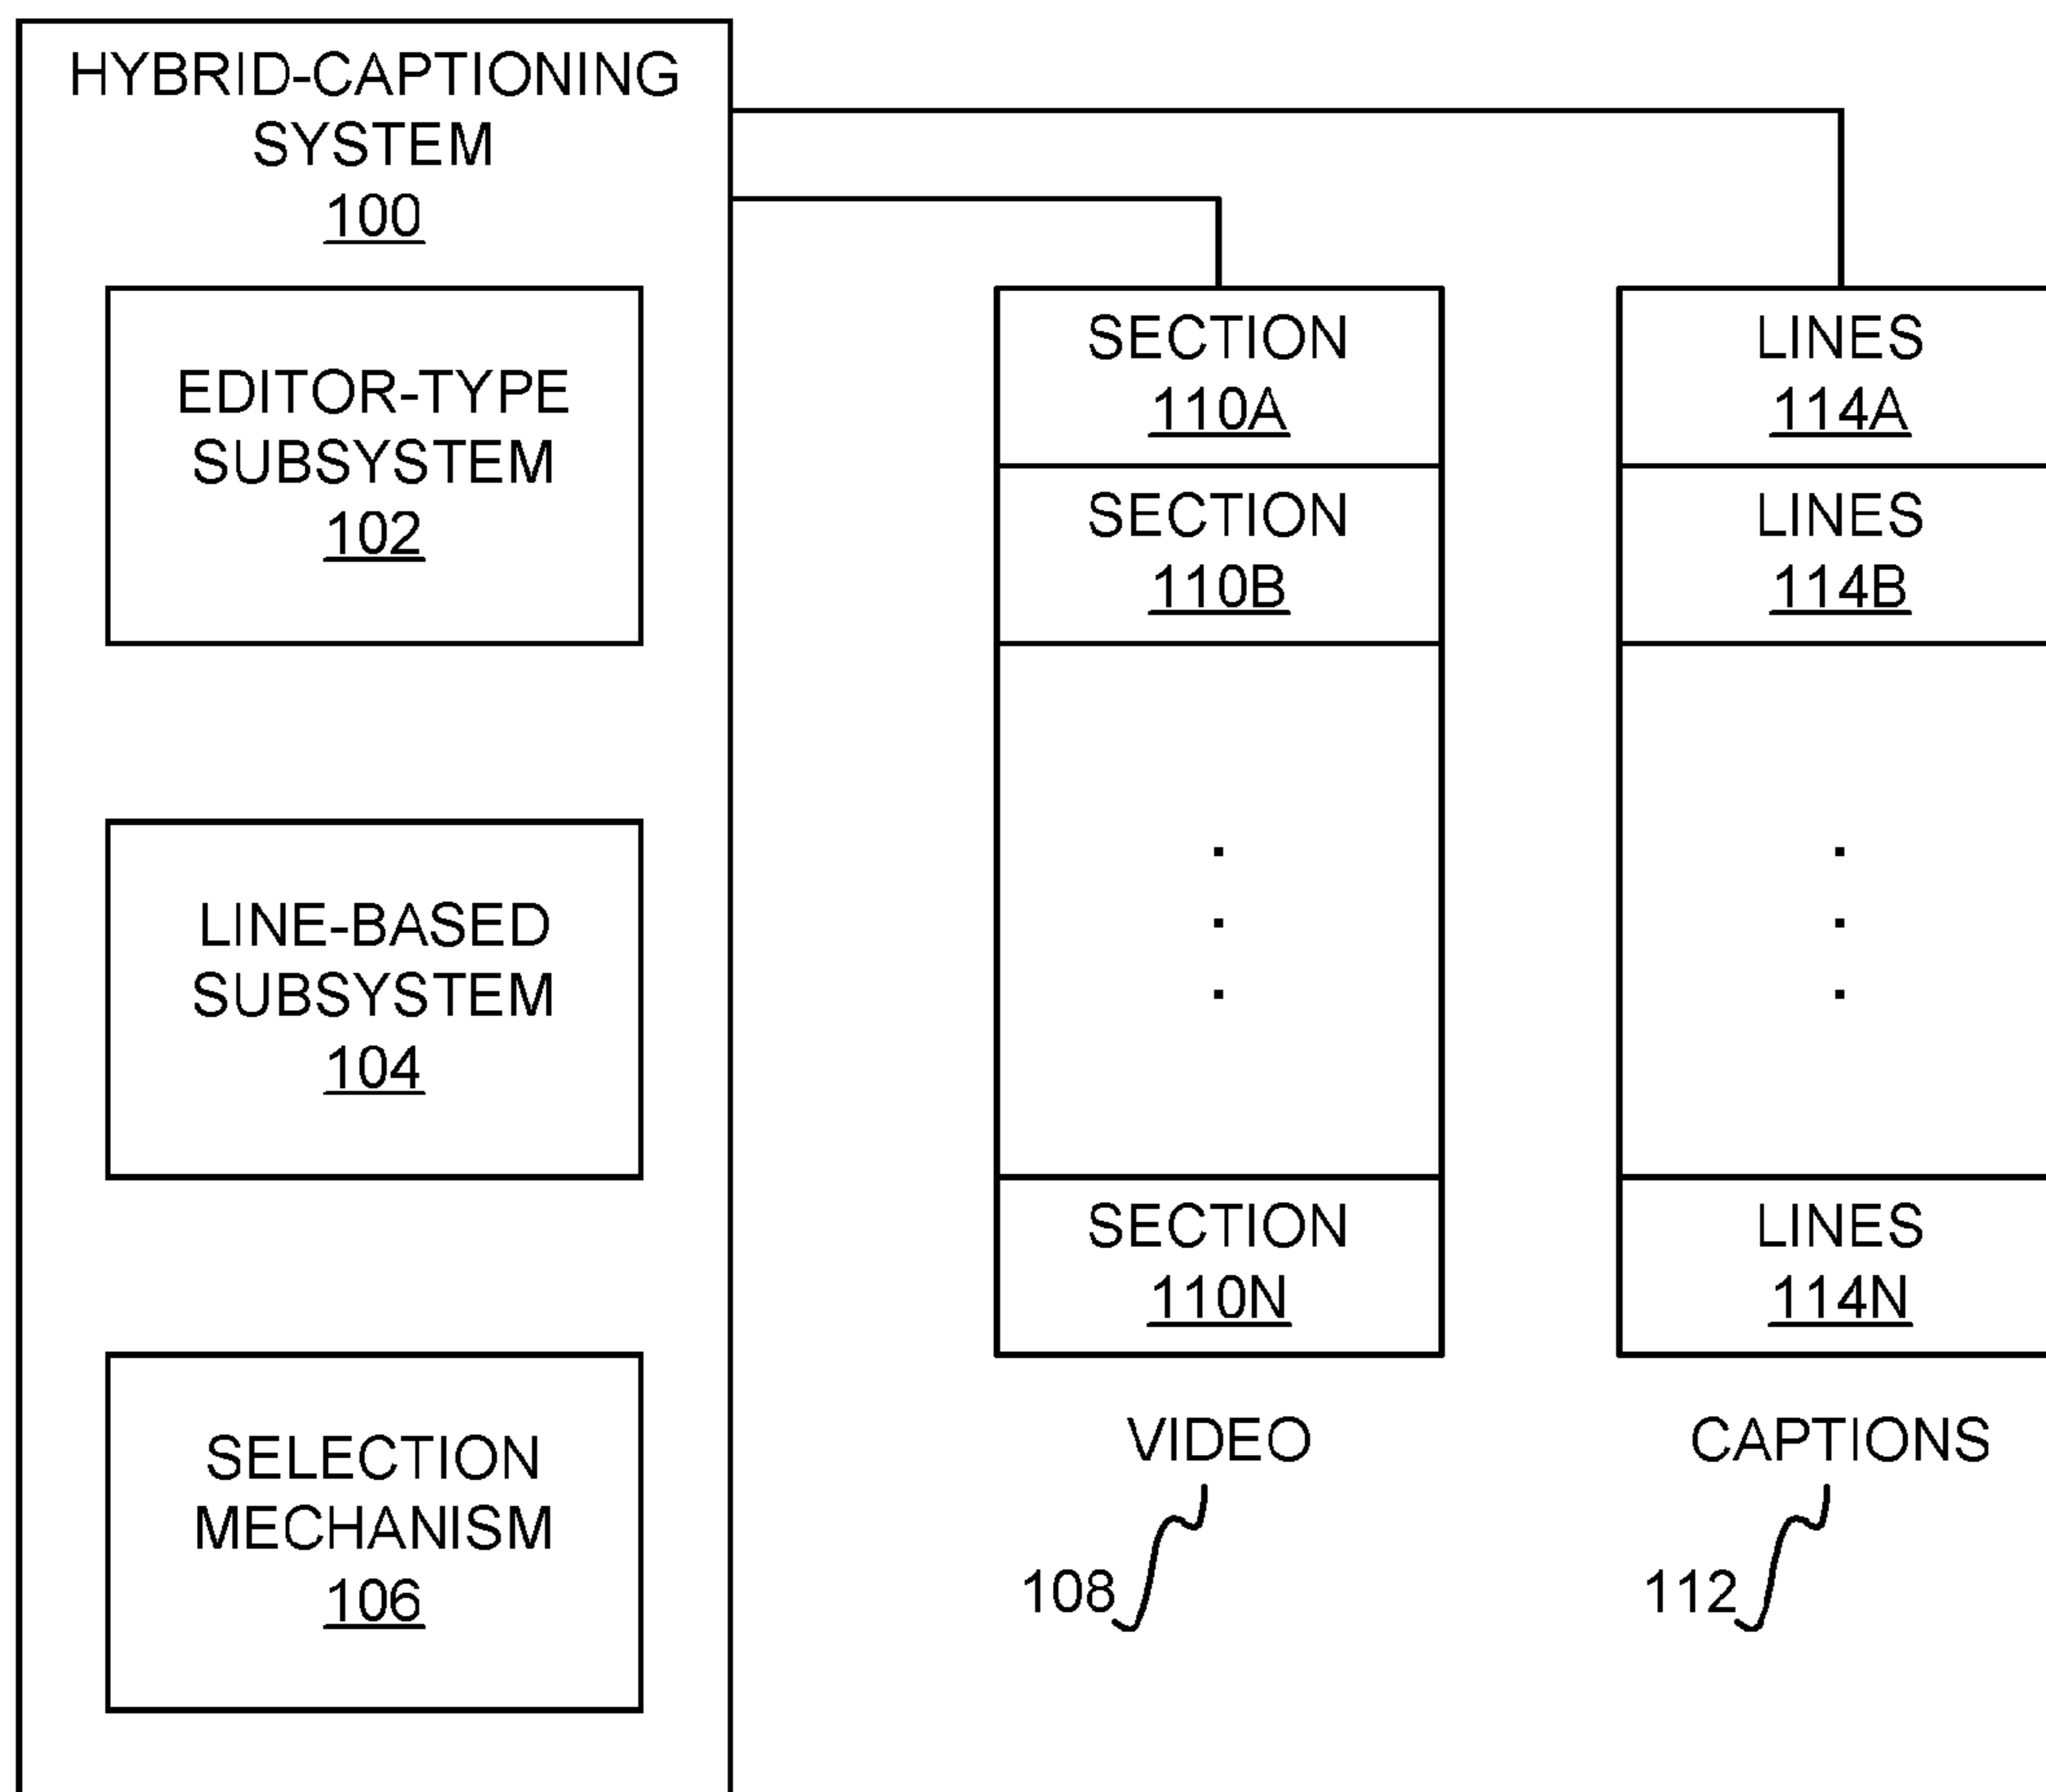 HYBRID-CAPTIONING
SYSTEM
100
EDITOR-TYPE
SUBSYSTEM
102
LINE-BASED
SUBSYSTEM
104
SELECTION
MECHANISM
106
SECTION
110A
SECTION
110B
.
.
.
SECTION
110N
VIDEO
108
LINES
114A
LINES
114B
.
.
.
LINES
114N
CAPTIONS
112